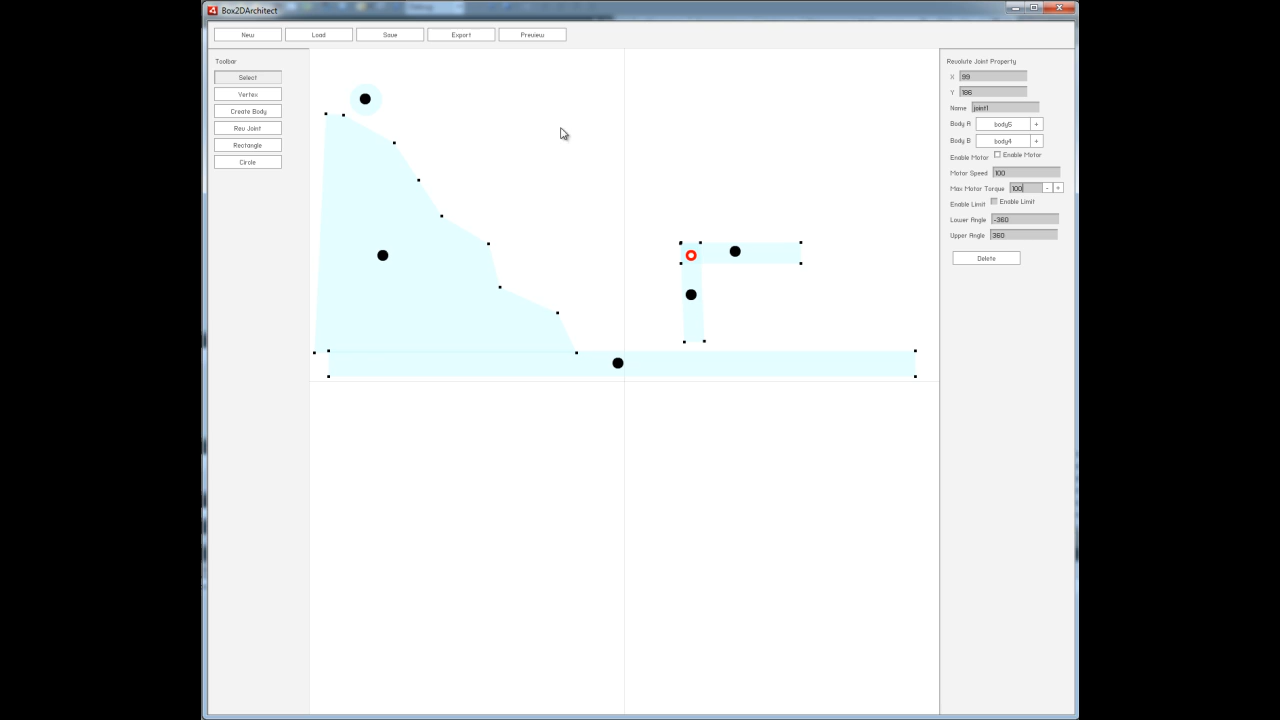 Box2DArchitect
New Load Save Export Preview
Toolbar
Select
Vertex
Create Body
Rev Joint
Rectangle
Circle
Revolute Joint Property
X 99
Y 186
Name joint1
Body A body5 +
Body B body4 +
Enable Motor Enable Motor
Motor Speed 100
Max Motor Torque 100 - +
Enable Limit Enable Limit
Lower Angle -360
Upper Angle 360
Delete